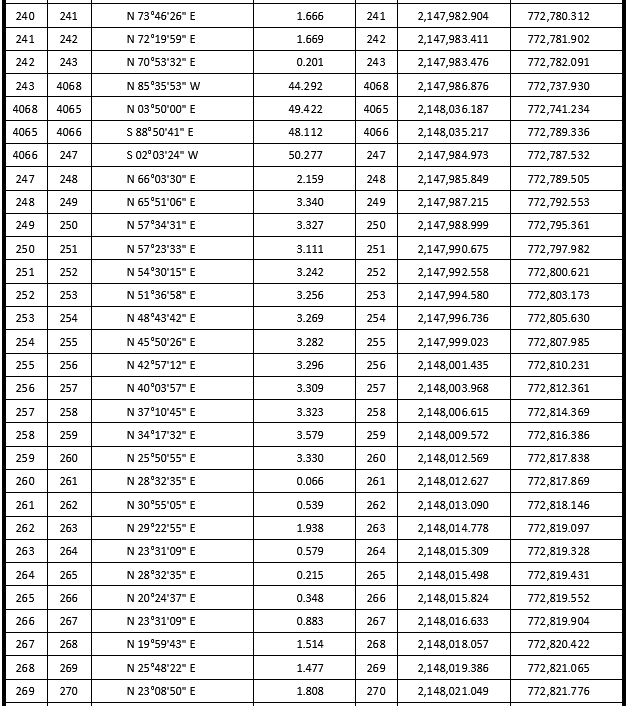 240 241 N 73°46'26" E 1.666 241 2,147,982.904 772,780.312
241 242 N 72°19'59" E 1.669 242 2,147,983.411 772,781.902
242 243 N 70°53'32" E 0.201 243 2,147,983.476 772,782.091
243 4068 N 85°35'53" W 44.292 4068 2,147,986.876 772,737.930
4068 4065 N 03°50'00" E 49.422 4065 2,148,036.187 772,741.234
4065 4066 S 88°50'41" E 48.112 4066 2,148,035.217 772,789.336
4066 247 S 02°03'24" W 50.277 247 2,147,984.973 772,787.532
247 248 N 66°03'30" E 2.159 248 2,147,985.849 772,789.505
248 249 N 65°51'06" E 3.340 249 2,147,987.215 772,792.553
249 250 N 57°34'31" E 3.327 250 2,147,988.999 772,795.361
250 251 N 57°23'33" E 3.111 251 2,147,990.675 772,797.982
251 252 N 54°30'15" E 3.242 252 2,147,992.558 772,800.621
252 253 N 51°36'58" E 3.256 253 2,147,994.580 772,803.173
253 254 N 48°43'42" E 3.269 254 2,147,996.736 772,805.630
254 255 N 45°50'26" E 3.282 255 2,147,999.023 772,807.985
255 256 N 42°57'12" E 3.296 256 2,148,001.435 772,810.231
256 257 N 40°03'57" E 3.309 257 2,148,003.968 772,812.361
257 258 N 37°10'45" E 3.323 258 2,148,006.615 772,814.369
258 259 N 34°17'32" E 3.579 259 2,148,009.572 772,816.386
259 260 N 25°50'55" E 3.330 260 2,148,012.569 772,817.838
260 261 N 28°32'35" E 0.066 261 2,148,012.627 772,817.869
261 262 N 30°55'05" E 0.539 262 2,148,013.090 772,818.146
262 263 N 29°22'55" E 1.938 263 2,148,014.778 772,819.097
263 264 N 23°31'09" E 0.579 264 2,148,015.309 772,819.328
264 265 N 28°32'35" E 0.215 265 2,148,015.498 772,819.431
265 266 N 20°24'37" E 0.348 266 2,148,015.824 772,819.552
266 267 N 23°31'09" E 0.883 267 2,148,016.633 772,819.904
267 268 N 19°59'43" E 1.514 268 2,148,018.057 772,820.422
268 269 N 25°48'22" E 1.477 269 2,148,019.386 772,821.065
269 270 N 23°08'50" E 1.808 270 2,148,021.049 772,821.776